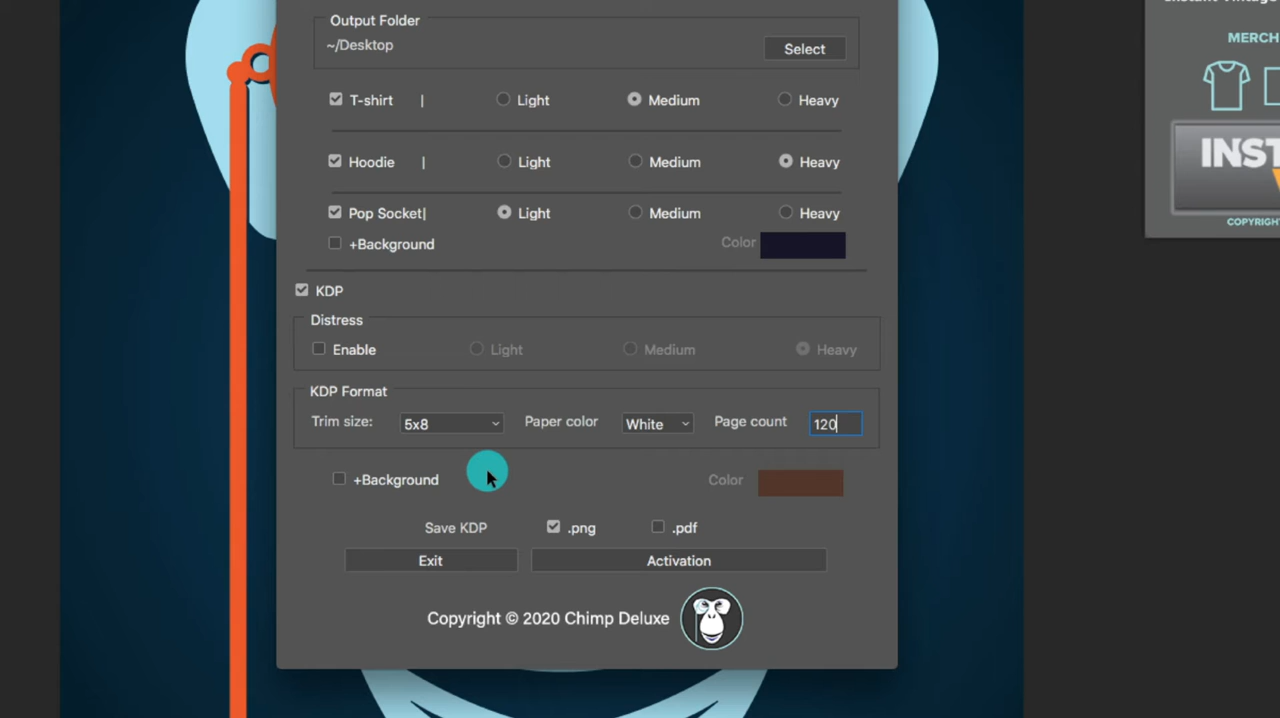 MERCH
Output Folder
~/Desktop
Select
T-shirt | Light Medium Heavy
INST
Hoodie | Light Medium Heavy
Pop Socket| Light Medium Heavy
COPYRIGH
+Background Color
KDP
Distress
Enable Light Medium Heavy
KDP Format
Trim size: 5x8 Paper color White Page count 120
+Background Color
Save KDP .png .pdf
Exit Activation
Copyright © 2020 Chimp Deluxe